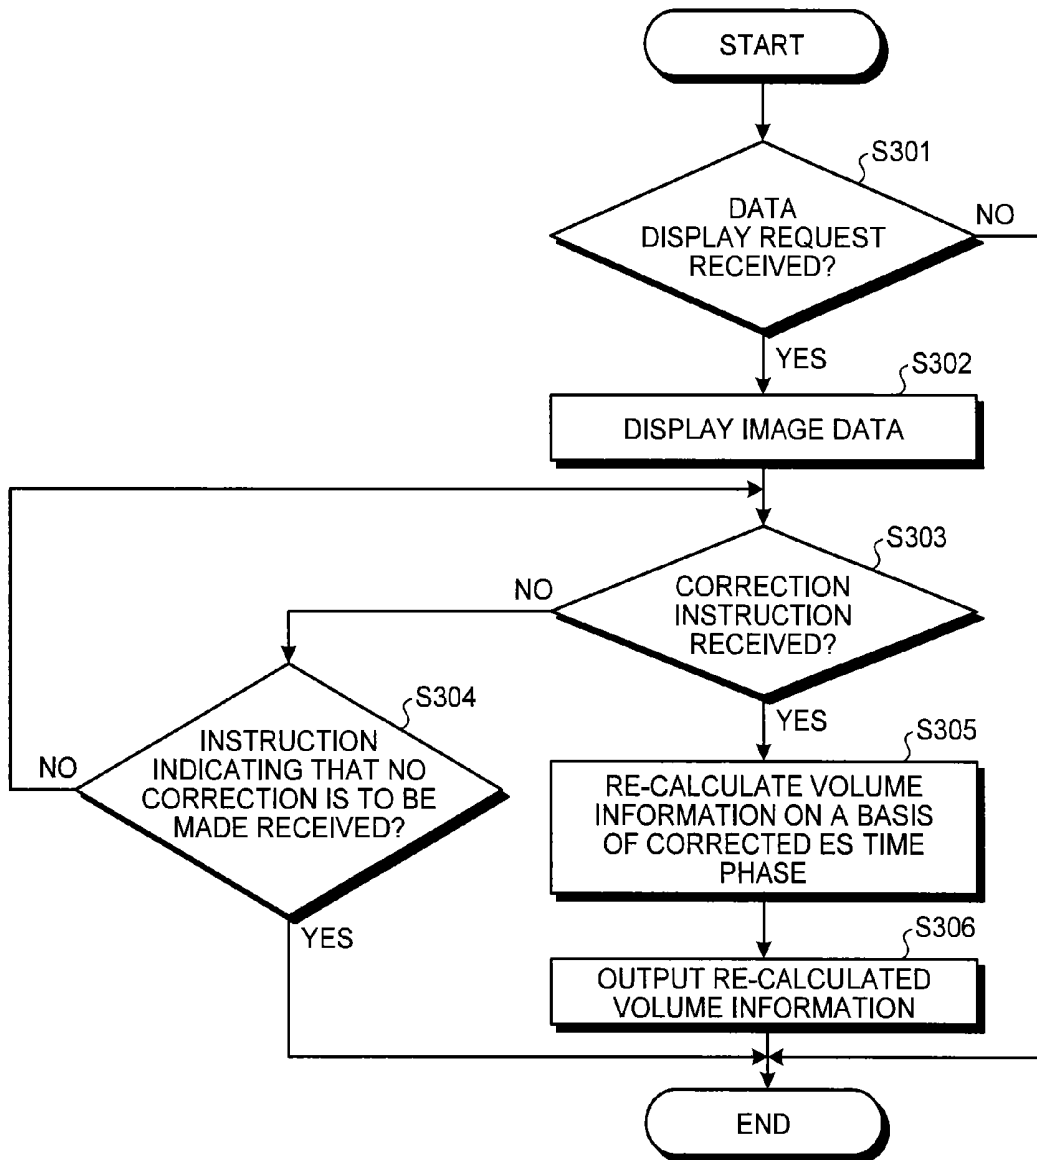 START
S301
DATA
DISPLAY REQUEST
RECEIVED?
NO
YES
S302
DISPLAY IMAGE DATA
S303
CORRECTION
INSTRUCTION
RECEIVED?
NO
YES
S304
INSTRUCTION
INDICATING THAT NO
CORRECTION IS TO BE
MADE RECEIVED?
NO
YES
S305
RE-CALCULATE VOLUME
INFORMATION ON A BASIS
OF CORRECTED ES TIME
PHASE
S306
OUTPUT RE-CALCULATED
VOLUME INFORMATION
END